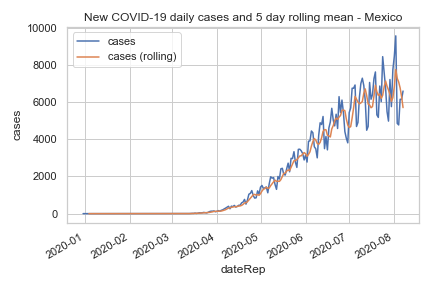 New COVID-19 daily cases and 5 day rolling mean - Mexico
cases
cases (rolling)
10000
8000
6000
4000
2000
0
cases
2020-01
2020-02
2020-03
2020-04
2020-05
2020-06
2020-07
2020-08
dateRep